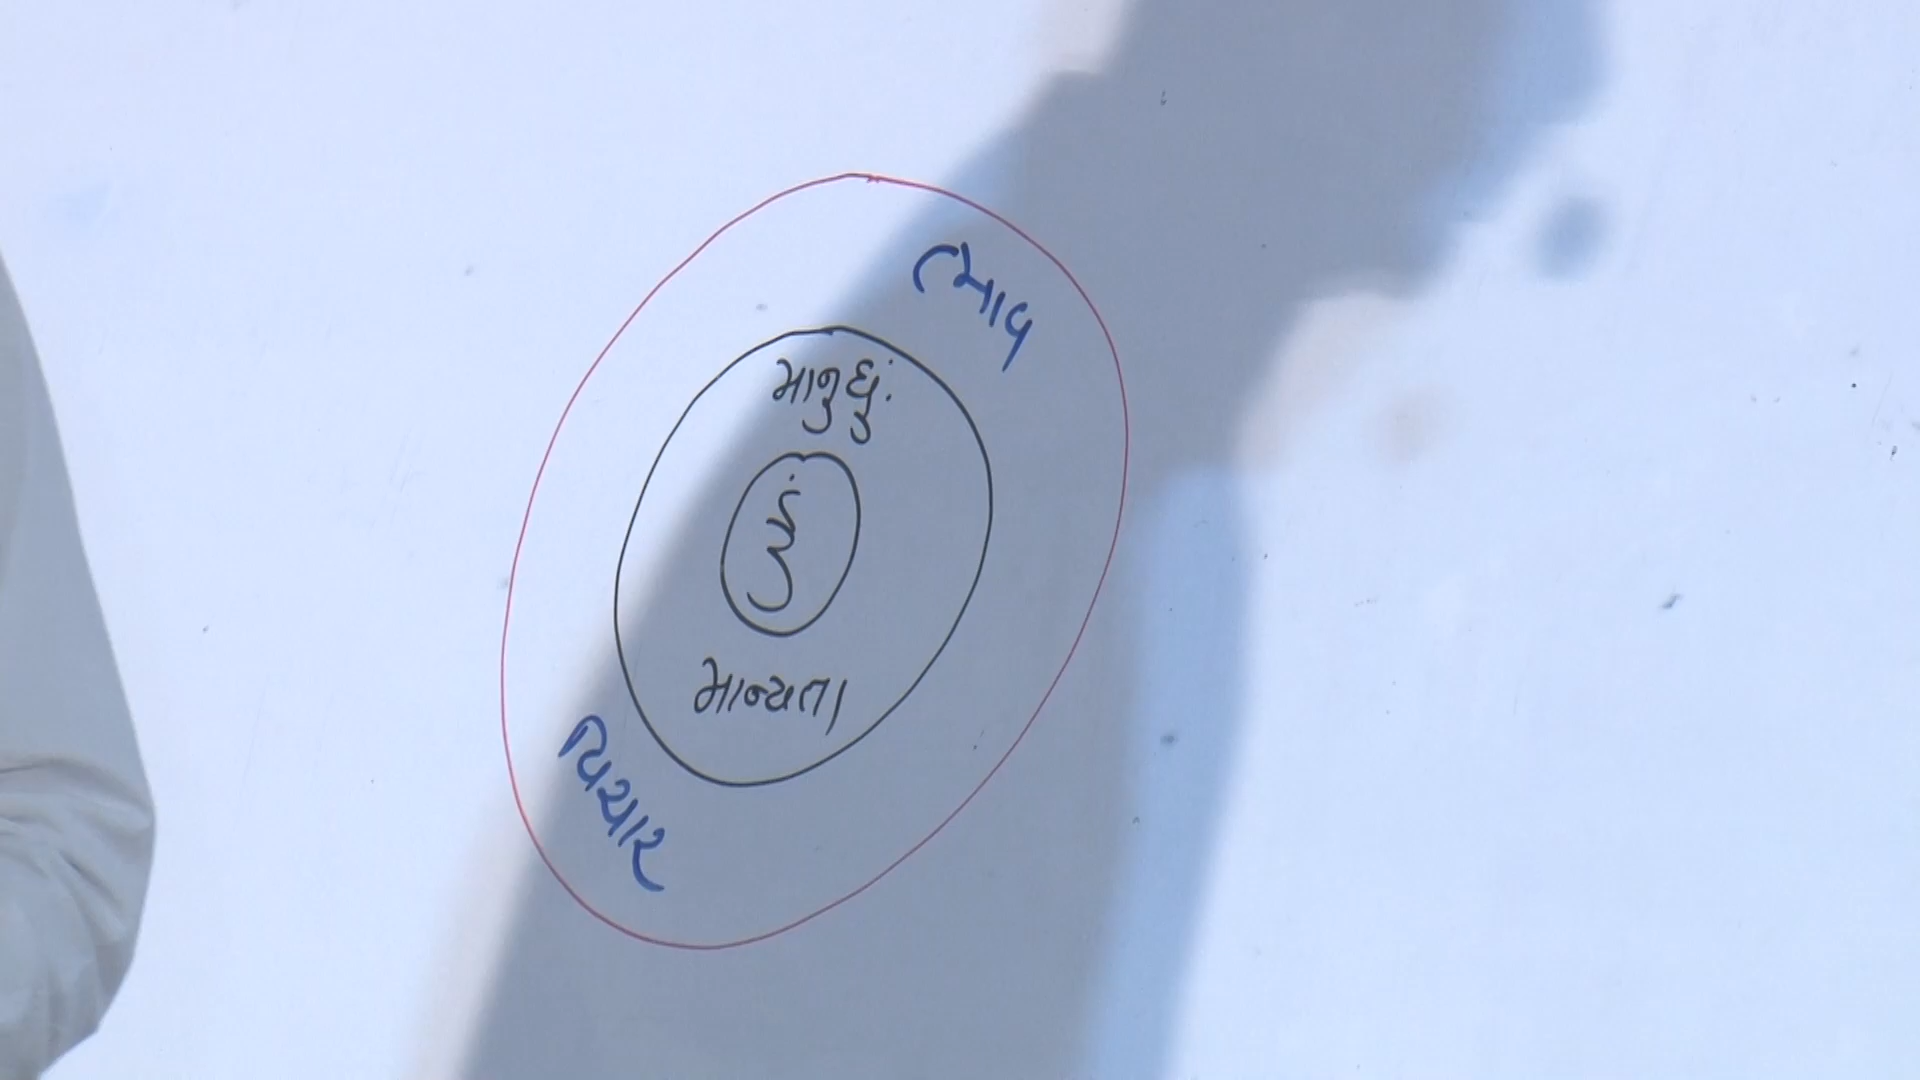 ભાવ
માનુ છું.
હું
માન્યતા
વિચાર